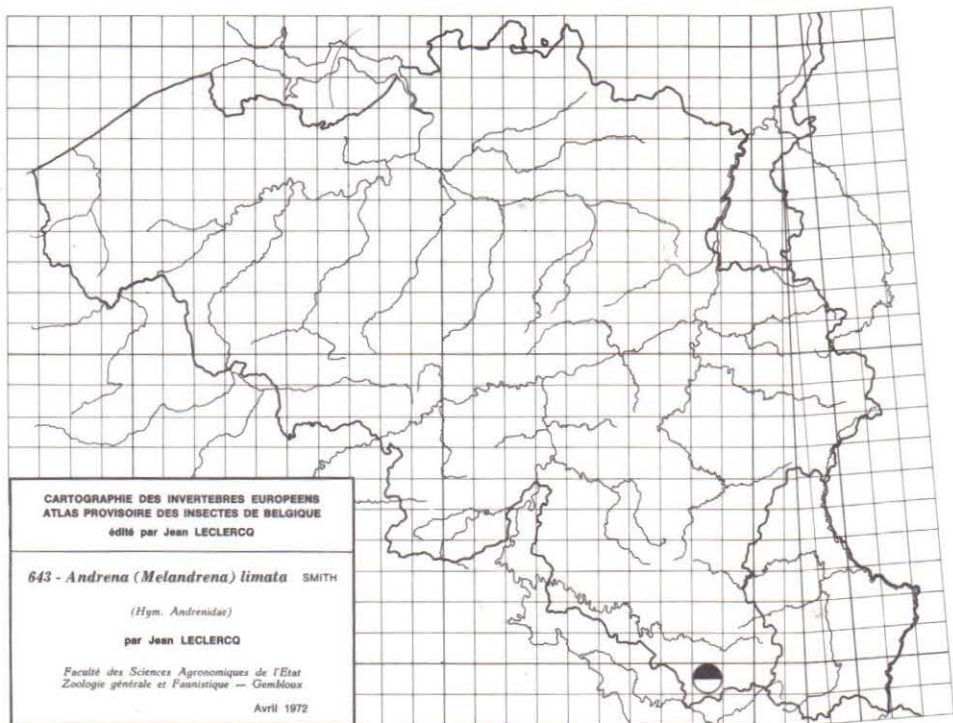 CARTOGRAPHIE DES INVERTEBRES EUROPEENS
ATLAS PROVISOIRE DES INSECTES DE BELGIQUE
édité par Jean LECLERCQ
643 - Andrena (Melandrena) limata SMITH
(Hym. Andrenidae)
par Jean LECLERCQ
Faculté des Sciences Agronomiques de l'Etat
Zoologie générale et Faunistique — Gembloux
Avril 1972